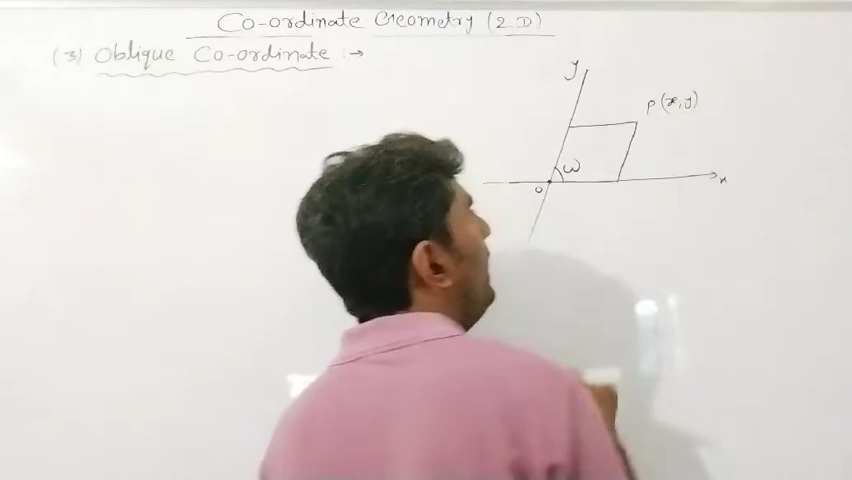 Co-ordinate Geometry (2D)
(3) Oblique Co-ordinate :→
y
P(x,y)
ω
o
x